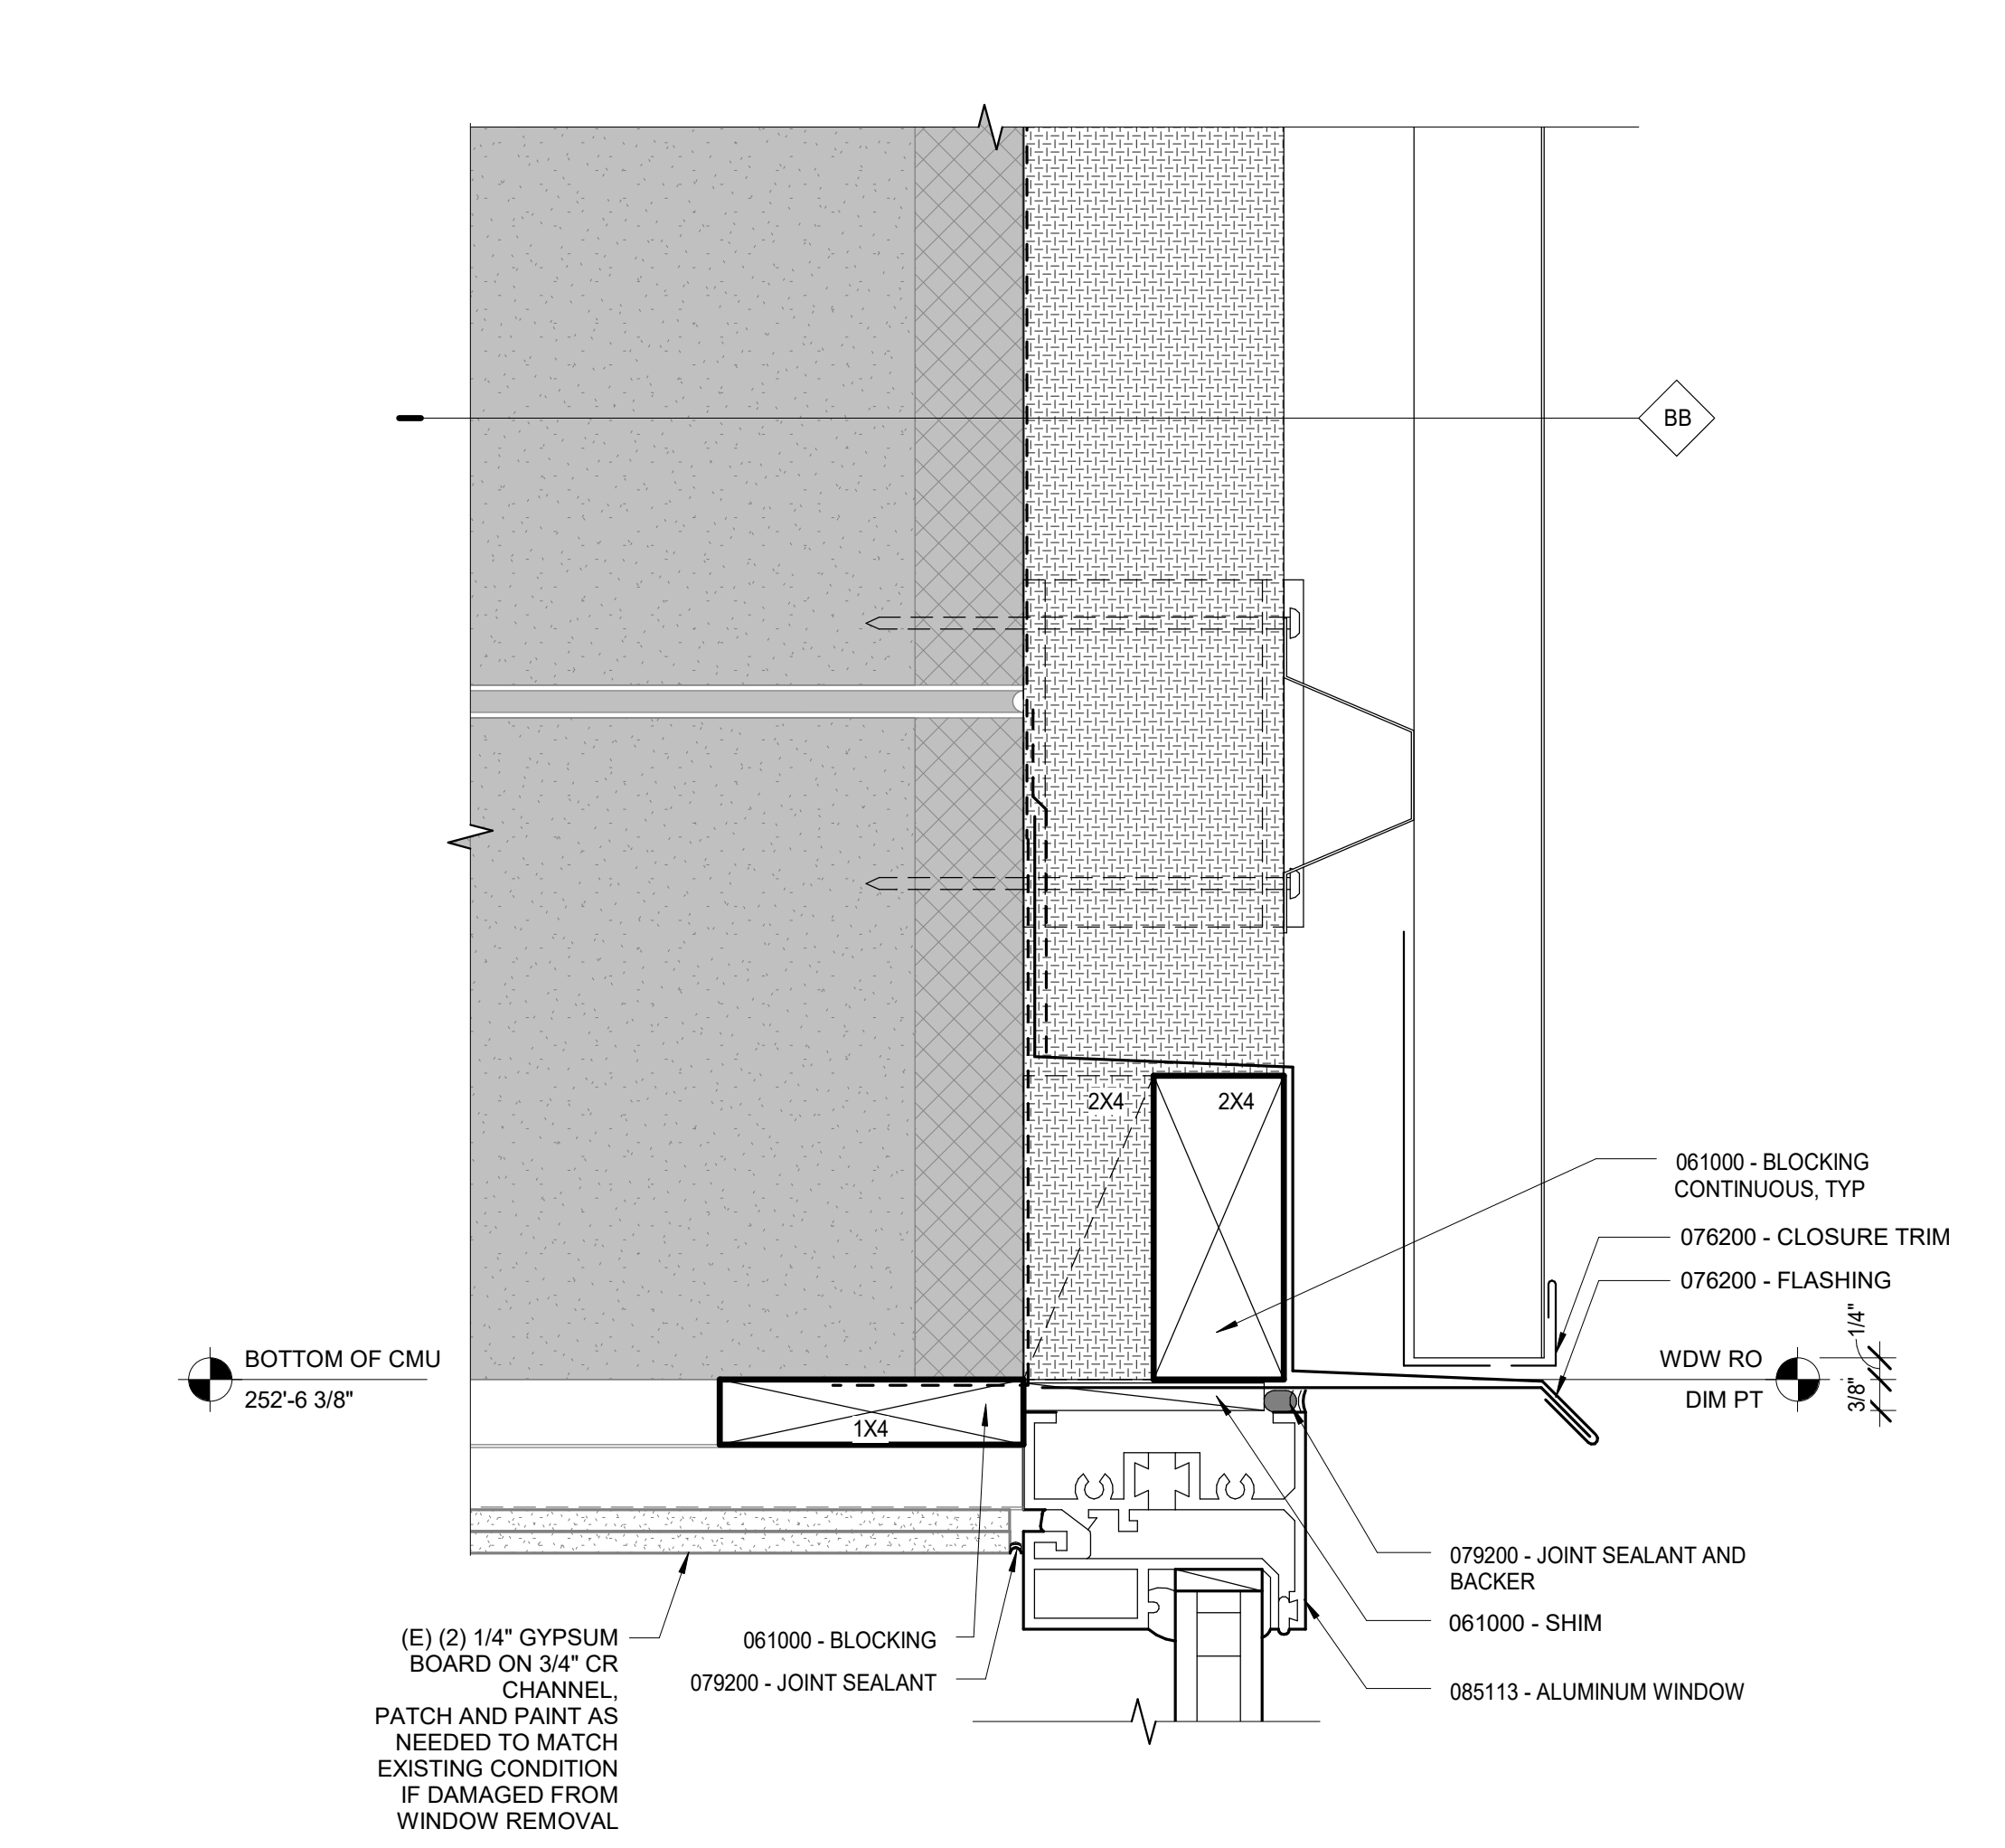 BB
2X4
2X4
061000 - BLOCKING
CONTINUOUS, TYP
076200 - CLOSURE TRIM
076200 - FLASHING
1/4"
3/8"
WDW RO
DIM PT
BOTTOM OF CMU
252'-6 3/8"
1X4
079200 - JOINT SEALANT AND
BACKER
061000 - SHIM
085113 - ALUMINUM WINDOW
061000 - BLOCKING
079200 - JOINT SEALANT
(E) (2) 1/4" GYPSUM
BOARD ON 3/4" CR
CHANNEL,
PATCH AND PAINT AS
NEEDED TO MATCH
EXISTING CONDITION
IF DAMAGED FROM
WINDOW REMOVAL